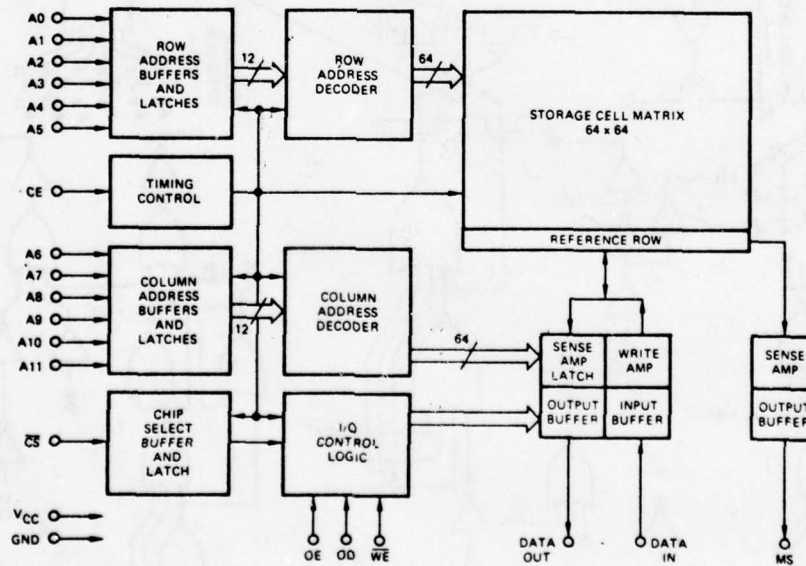 A0
A1
A2
A3
A4
A5
ROW
ADDRESS
BUFFERS
AND
LATCHES
12
ROW
ADDRESS
DECODER
64
STORAGE CELL MATRIX
64 x 64
CE
TIMING
CONTROL
REFERENCE ROW
A6
A7
A8
A9
A10
A11
COLUMN
ADDRESS
BUFFERS
AND
LATCHES
12
COLUMN
ADDRESS
DECODER
64
SENSE
AMP
LATCH
WRITE
AMP
OUTPUT
BUFFER
INPUT
BUFFER
SENSE
AMP
OUTPUT
BUFFER
CS
CHIP
SELECT
BUFFER
AND
LATCH
I/O
CONTROL
LOGIC
VCC
GND
OE
OD
WE
DATA
OUT
DATA
IN
MS